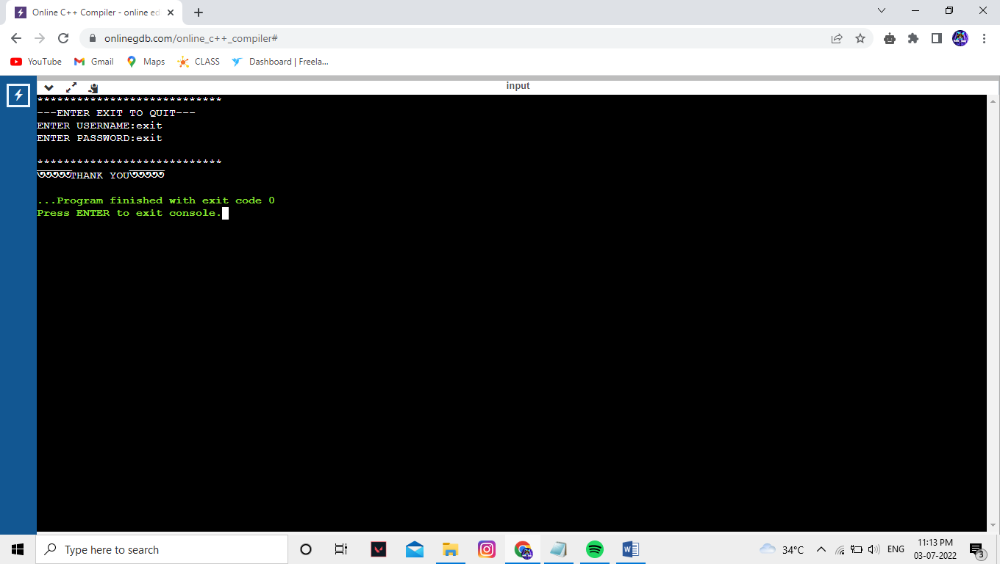 Online C++ Compiler - online ed
onlinegdb.com/online_c++_compiler#
YouTube Gmail Maps CLASS Dashboard | Freela...
input
****************************
---ENTER EXIT TO QUIT---
ENTER USERNAME:exit
ENTER PASSWORD:exit
****************************
THANK YOU
...Program finished with exit code 0
Press ENTER to exit console.
Type here to search
34°C ENG 11:13 PM
03-07-2022
3